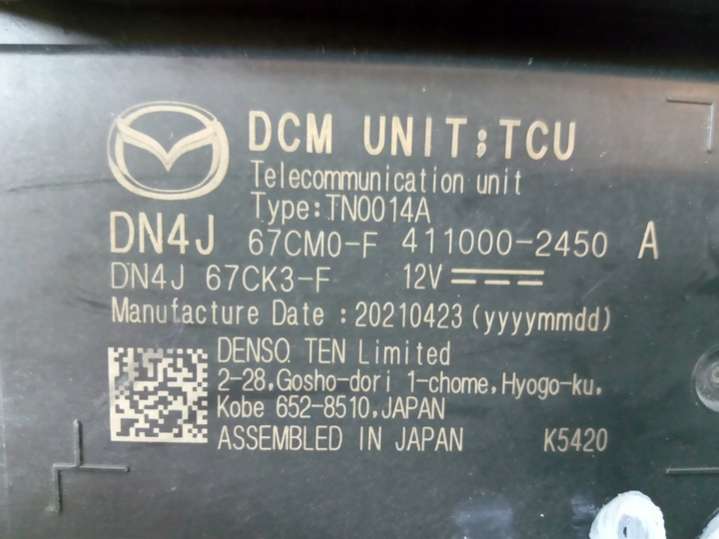 DCM UNIT;TCU
Telecommunication unit
Type:TN0014A
DN4J 67CM0-F 411000-2450 A
DN4J 67CK3-F 12V
Manufacture Date :20210423(yyyymmdd)
DENSO TEN Limited
2-28,Gosho-dori 1-chome,Hyogo-ku,
Kobe 652-8510,JAPAN
ASSEMBLED IN JAPAN K5420